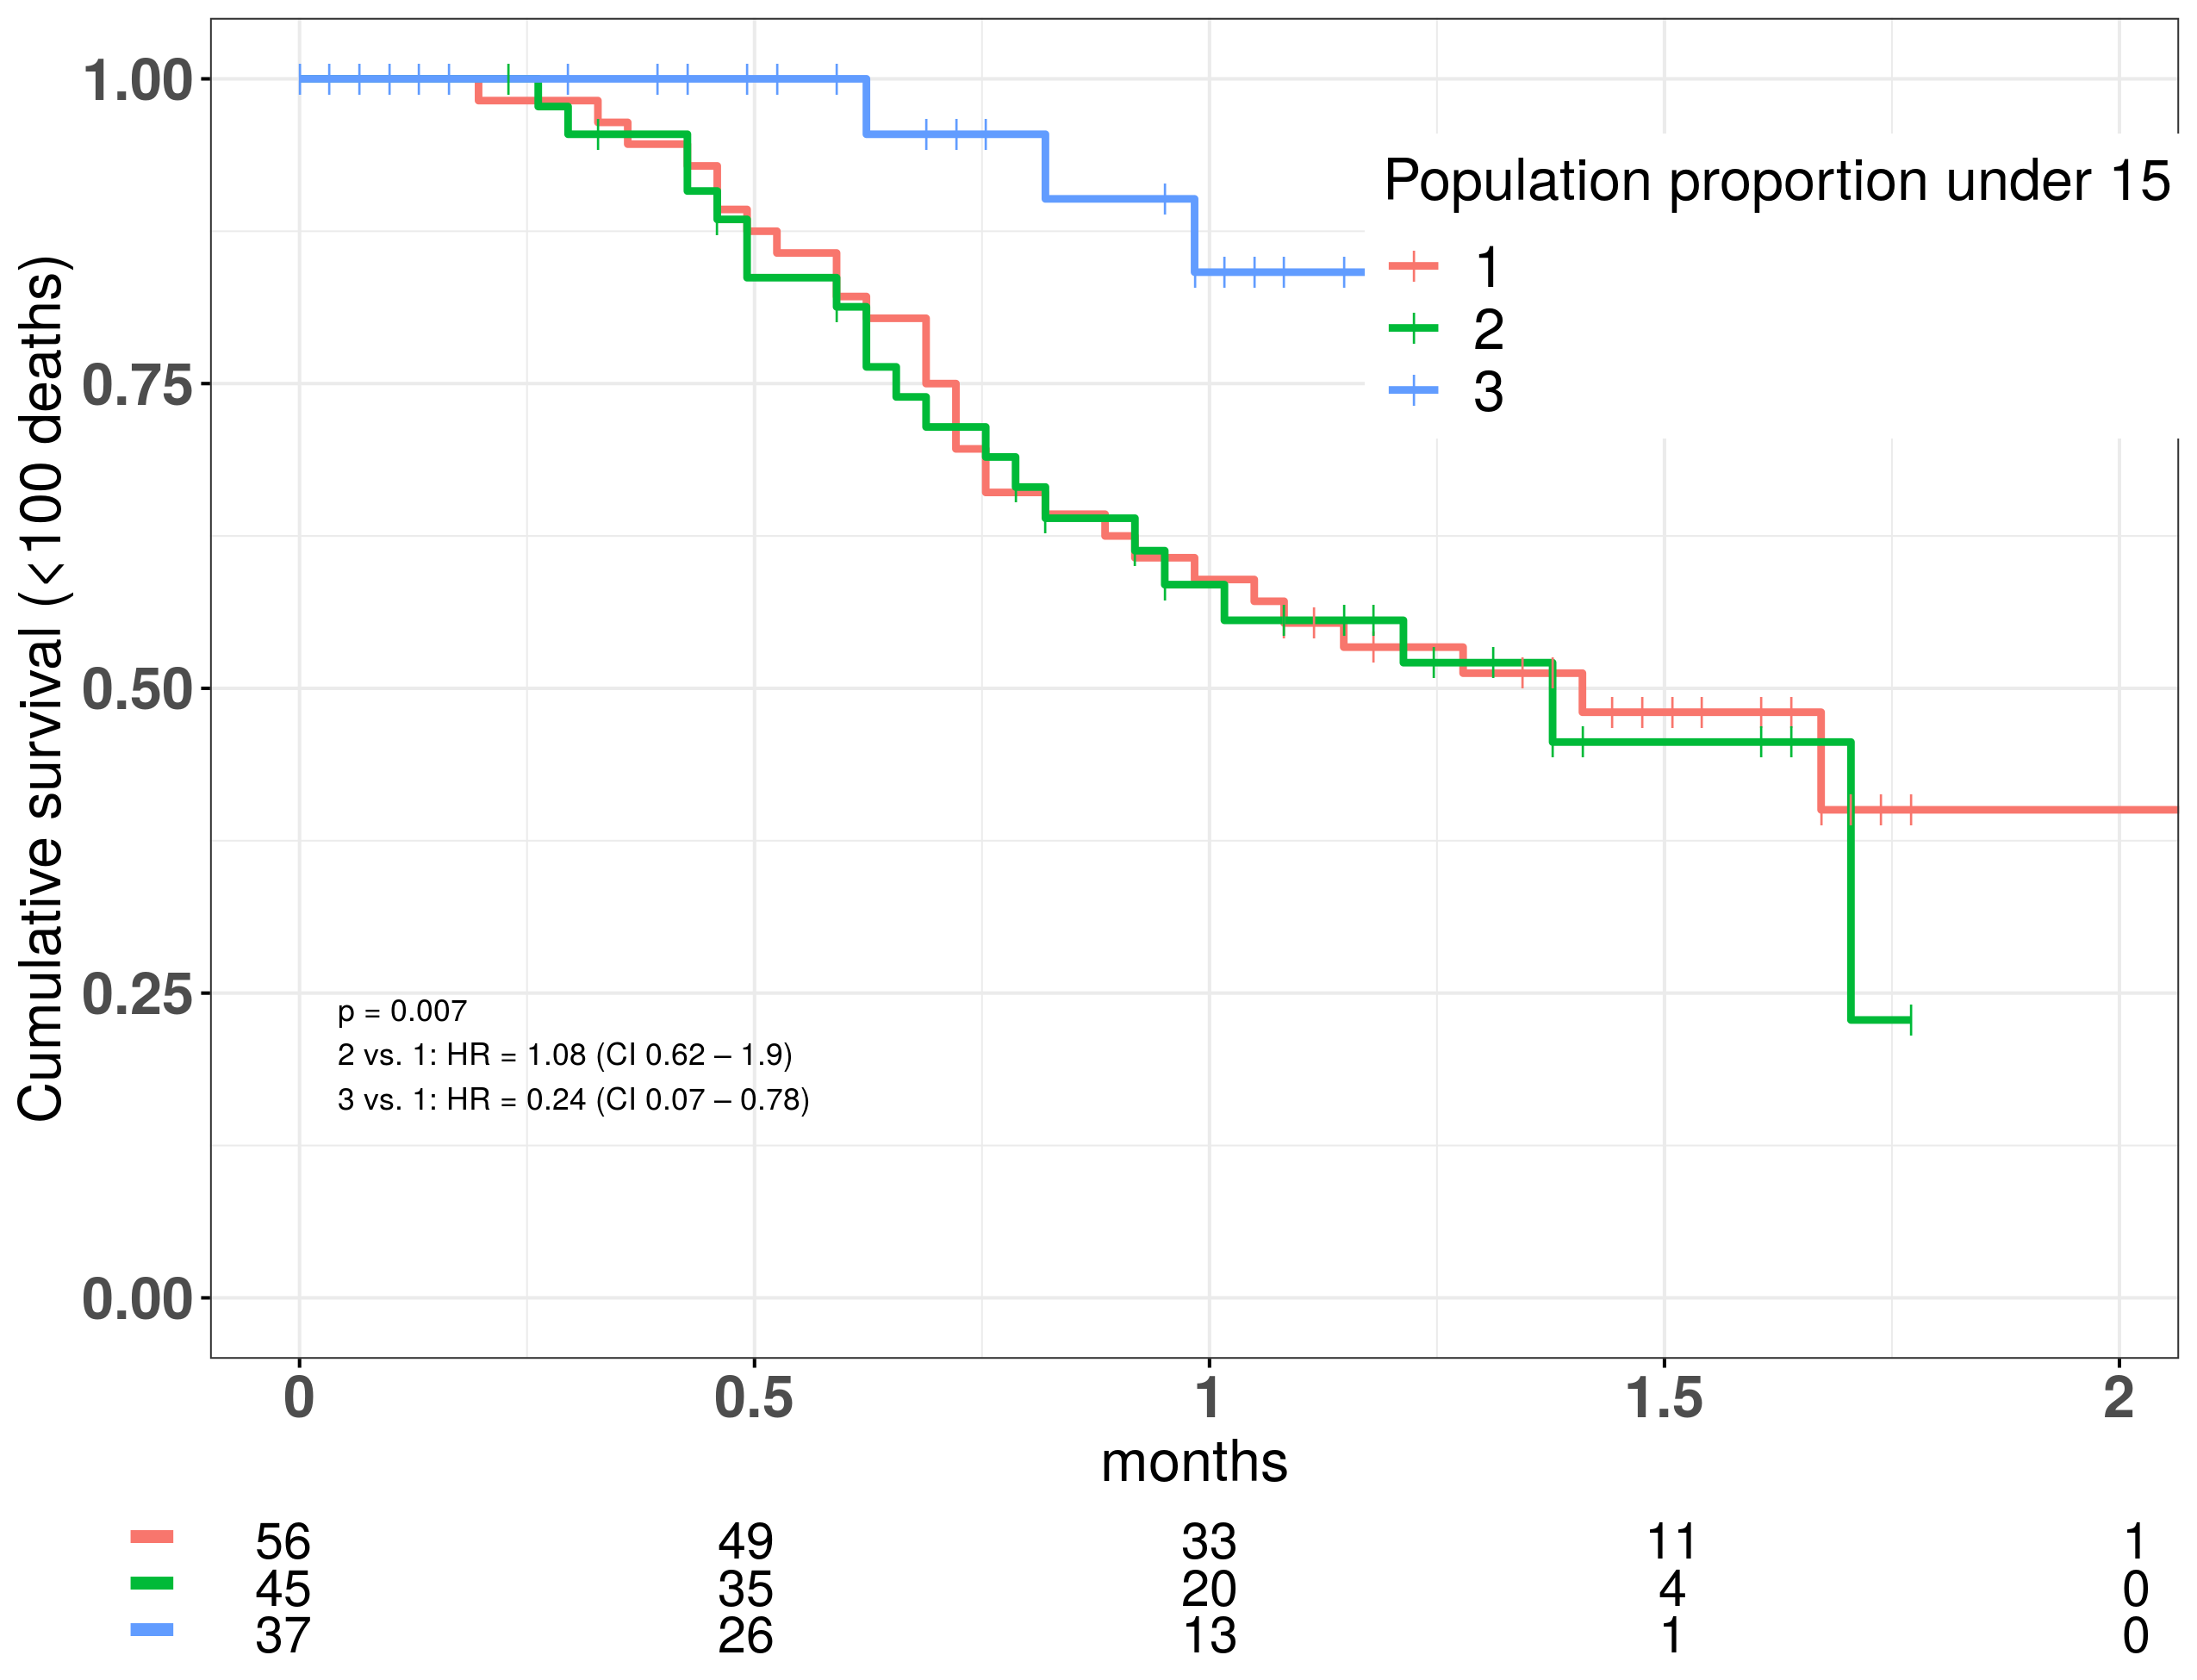 Cumulative survival (<100 deaths)
1.00
0.75
0.50
0.25
0.00
Population proportion under 15
1
2
3
p = 0.007
2 vs. 1: HR = 1.08 (CI 0.62 – 1.9)
3 vs. 1: HR = 0.24 (CI 0.07 – 0.78)
0 0.5 1 1.5 2
months
56 49 33 11 1
45 35 20 4 0
37 26 13 1 0